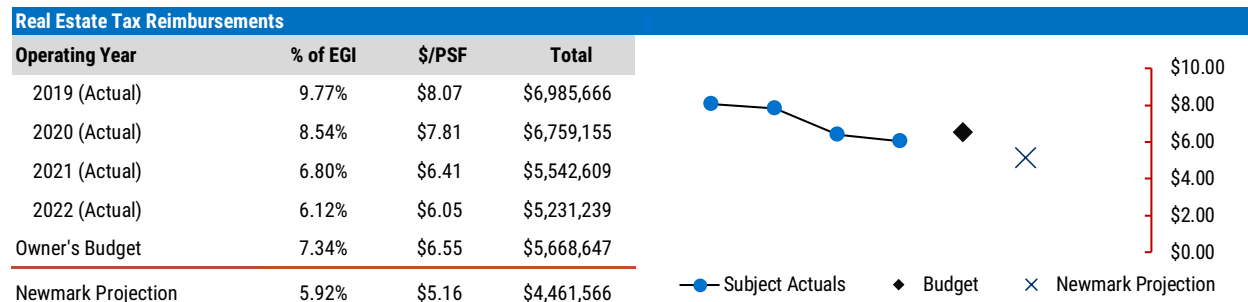 Real Estate Tax Reimbursements
Operating Year % of EGI $/PSF Total
2019 (Actual) 9.77% $8.07 $6,985,666
2020 (Actual) 8.54% $7.81 $6,759,155
2021 (Actual) 6.80% $6.41 $5,542,609
2022 (Actual) 6.12% $6.05 $5,231,239
Owner's Budget 7.34% $6.55 $5,668,647
Newmark Projection 5.92% $5.16 $4,461,566
$10.00
$8.00
$6.00
$4.00
$2.00
$0.00
Subject Actuals Budget Newmark Projection